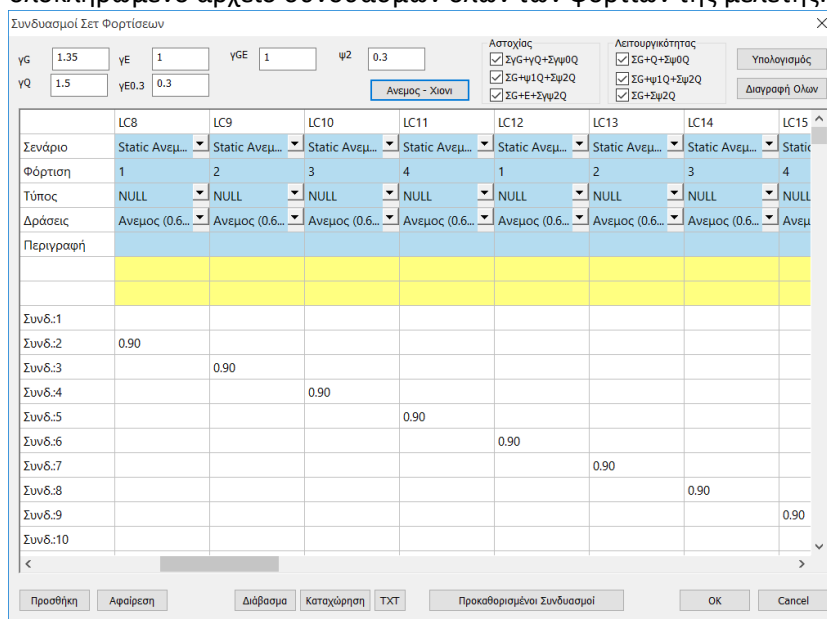 ολοκληρωμένο αρχείο συνδυασμών όλων των φορτίων της μελέτης.
Συνδυασμοί Σετ Φορτίσεων
γG 1.35 γE 1 γGE 1 ψ2 0.3
γQ 1.5 γE0.3 0.3
Ανεμος - Χιονι
Αστοχίας
ΣγG+γQ+Σγψ0Q
ΣG+ψ1Q+Σψ2Q
ΣG+E+Σγψ2Q
Λειτουργικότητας
ΣG+Q+Σψ0Q
ΣG+ψ1Q+Σψ2Q
ΣG+Σψ2Q
Υπολογισμός
Διαγραφή Ολων
LC8 LC9 LC10 LC11 LC12 LC13 LC14 LC15
Σενάριο Static Ανεμ... Static Ανεμ... Static Ανεμ... Static Ανεμ... Static Ανεμ... Static Ανεμ... Static Ανεμ... Static
Φόρτιση 1 2 3 4 1 2 3 4
Τύπος NULL NULL NULL NULL NULL NULL NULL NULL
Δράσεις Ανεμος (0.6... Ανεμος (0.6... Ανεμος (0.6... Ανεμος (0.6... Ανεμος (0.6... Ανεμος (0.6... Ανεμος (0.6... Ανεμ
Περιγραφή
Συνδ.:1
Συνδ.:2 0.90
Συνδ.:3 0.90
Συνδ.:4 0.90
Συνδ.:5 0.90
Συνδ.:6 0.90
Συνδ.:7 0.90
Συνδ.:8 0.90
Συνδ.:9 0.90
Συνδ.:10
Προσθήκη Αφαίρεση Διάβασμα Καταχώρηση TXT Προκαθορισμένοι Συνδυασμοί OK Cancel